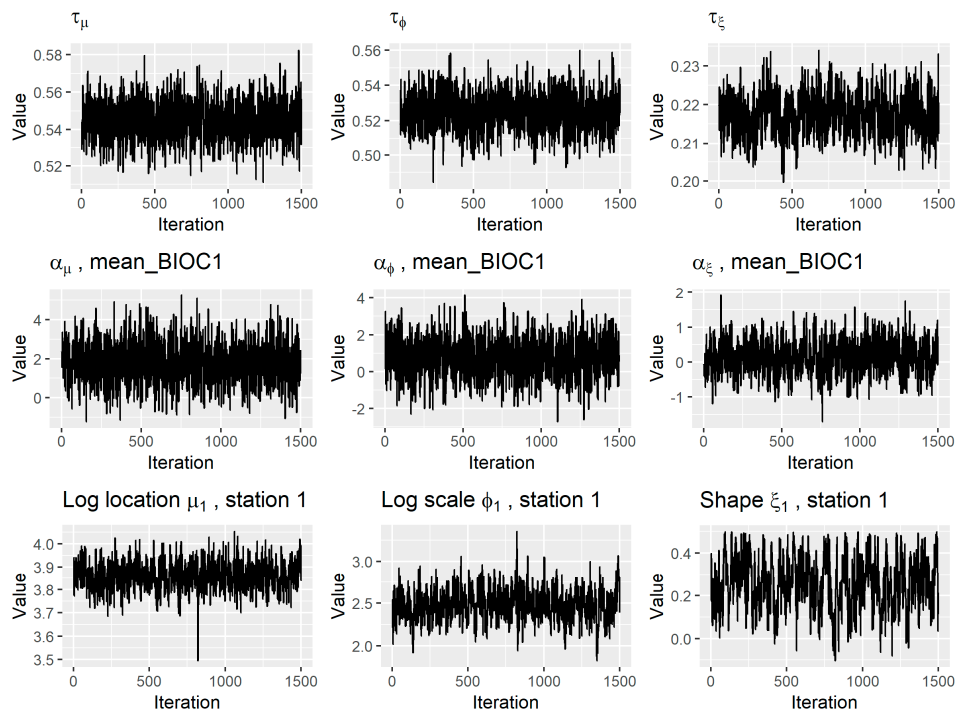 τμ
τϕ
τξ
Value
0.58
0.56
0.54
0.52
0
500
1000
1500
Iteration
Value
0.56
0.54
0.52
0.50
0
500
1000
1500
Iteration
Value
0.23
0.22
0.21
0.20
0
500
1000
1500
Iteration
αμ , mean_BIOC1
αϕ , mean_BIOC1
αξ , mean_BIOC1
Value
4
2
0
0
500
1000
1500
Iteration
Value
4
2
0
-2
0
500
1000
1500
Iteration
Value
2
1
0
-1
0
500
1000
1500
Iteration
Log location μ1 , station 1
Log scale ϕ1 , station 1
Shape ξ1 , station 1
Value
4.0
3.9
3.8
3.7
3.6
3.5
0
500
1000
1500
Iteration
Value
3.0
2.5
2.0
0
500
1000
1500
Iteration
Value
0.4
0.2
0.0
0
500
1000
1500
Iteration